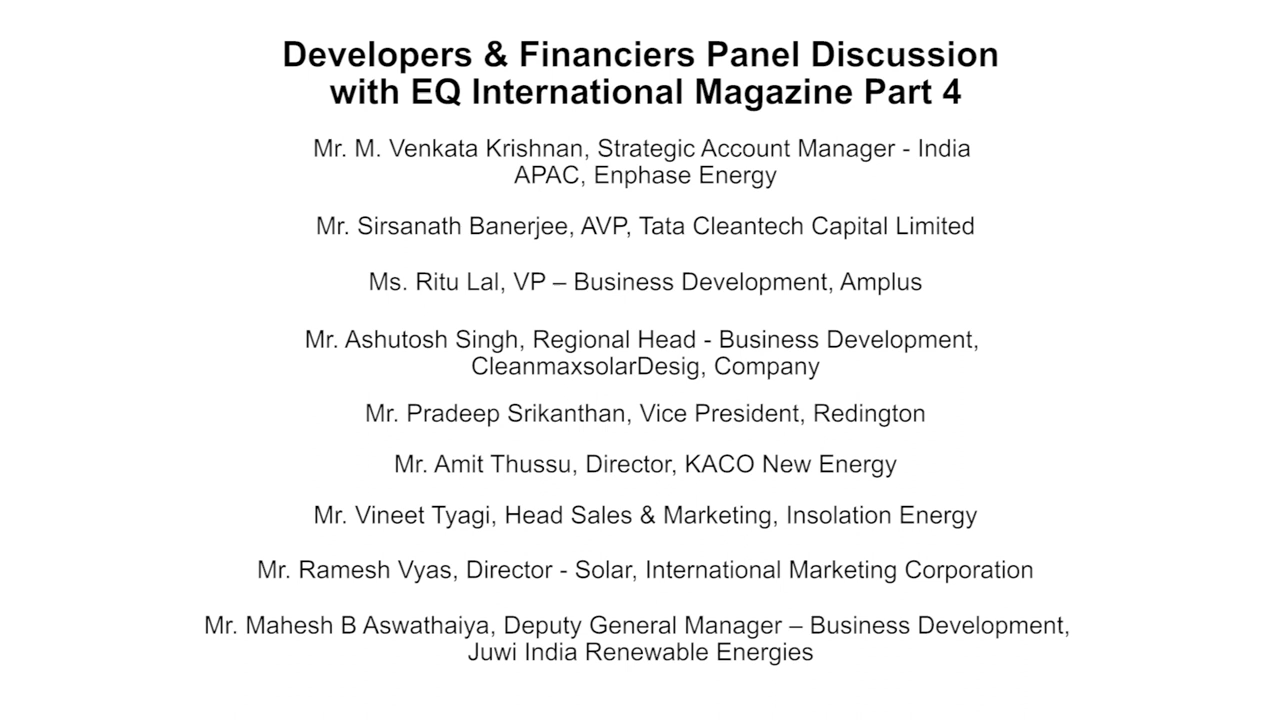 Developers & Financiers Panel Discussion
with EQ International Magazine Part 4
Mr. M. Venkata Krishnan, Strategic Account Manager - India
APAC, Enphase Energy
Mr. Sirsanath Banerjee, AVP, Tata Cleantech Capital Limited
Ms. Ritu Lal, VP – Business Development, Amplus
Mr. Ashutosh Singh, Regional Head - Business Development,
CleanmaxsolarDesig, Company
Mr. Pradeep Srikanthan, Vice President, Redington
Mr. Amit Thussu, Director, KACO New Energy
Mr. Vineet Tyagi, Head Sales & Marketing, Insolation Energy
Mr. Ramesh Vyas, Director - Solar, International Marketing Corporation
Mr. Mahesh B Aswathaiya, Deputy General Manager – Business Development,
Juwi India Renewable Energies